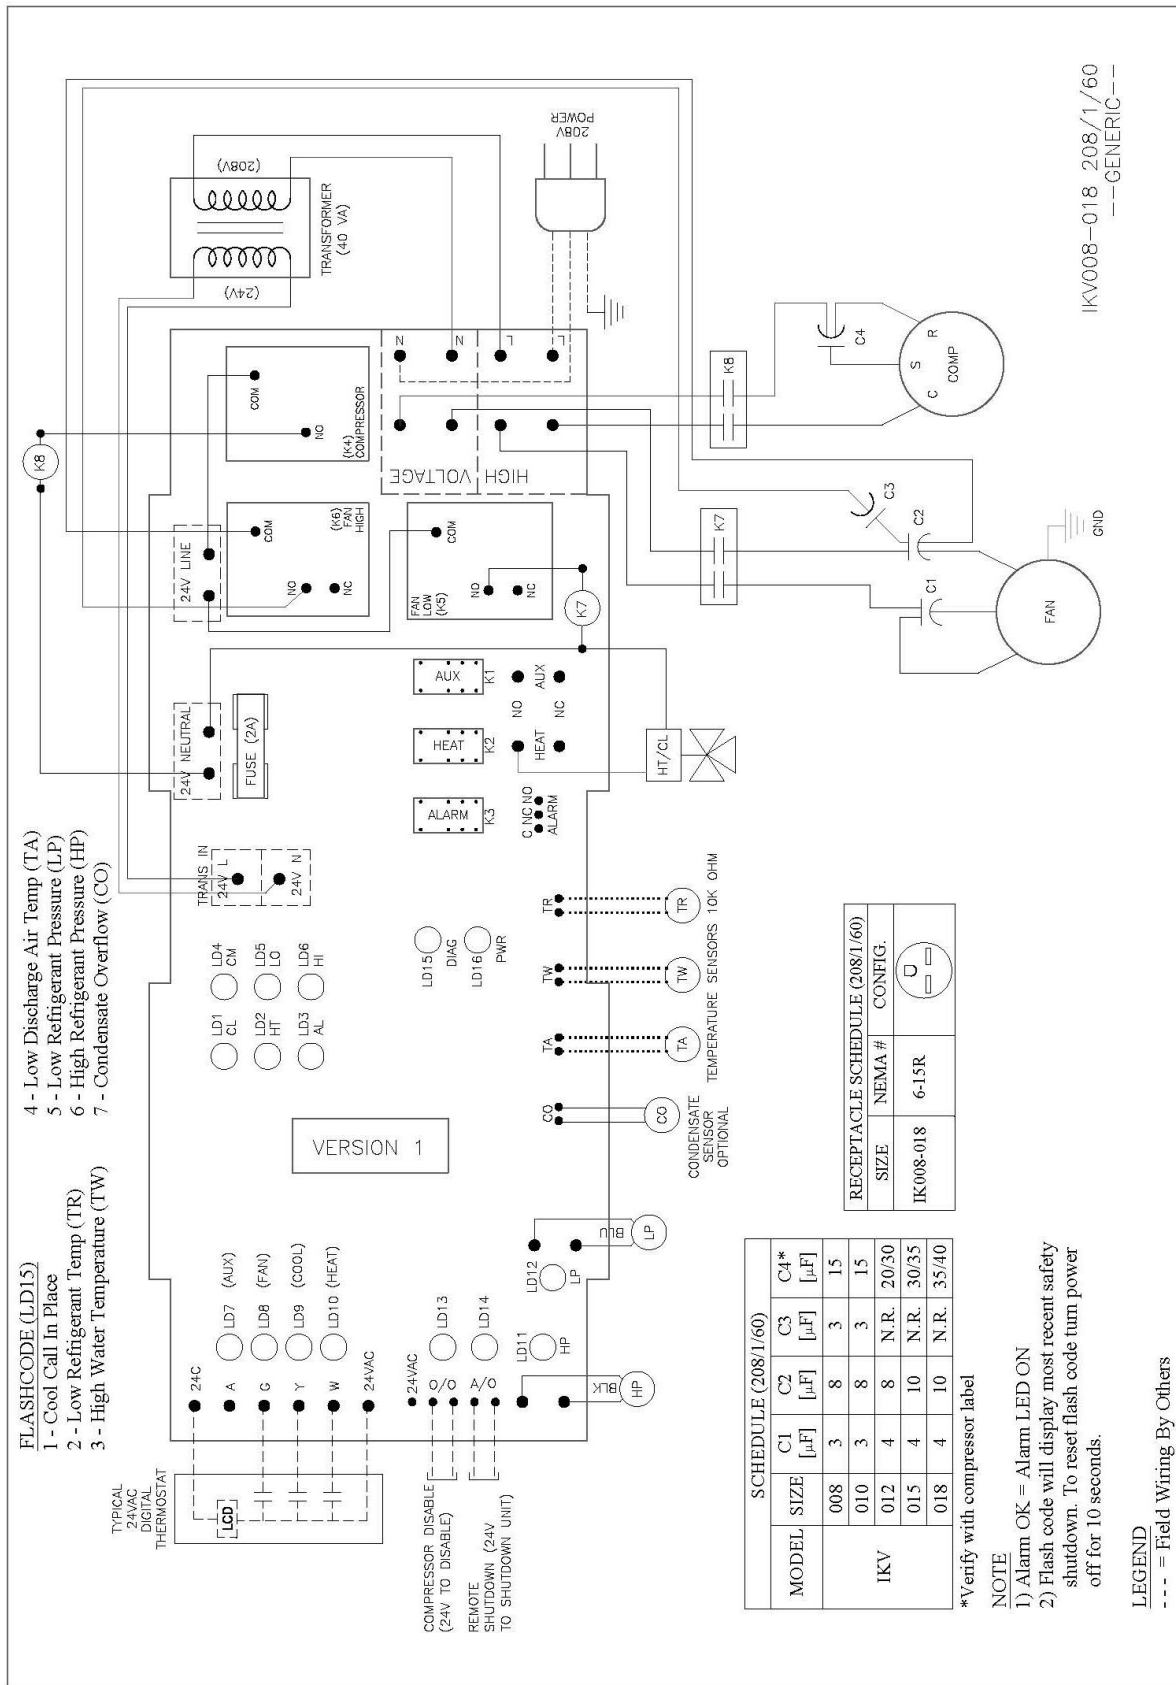 FLASHCODE (LD15)
1 - Cool Call In Place
2 - Low Refrigerant Temp (TR)
3 - High Water Temperature (TW)
4 - Low Discharge Air Temp (TA)
5 - Low Refrigerant Pressure (LP)
6 - High Refrigerant Pressure (HP)
7 - Condensate Overflow (CO)
TYPICAL
24VAC
DIGITAL
THERMOSTAT
LCD
24C
A
G
Y
W
24VAC
LD7 (AUX)
LD8 (FAN)
LD9 (COOL)
LD10 (HEAT)
COMPRESSOR DISABLE
(24V TO DISABLE)
REMOTE
SHUTDOWN (24V
TO SHUTDOWN UNIT)
24VAC
O/O
O/A
LD13
LD14
LD11
HP
LD12
LP
BLK
HP
BLU
LP
VERSION 1
LD1
CL
LD2
HT
LD3
AL
LD4
CM
LD5
LO
LD6
HI
LD15
DIAG
LD16
PWR
CO
CO
CONDENSATE
SENSOR
OPTIONAL
TA
TA
TW
TW
TR
TR
TEMPERATURE SENSORS 10K OHM
TRANS IN
24V L
24V N
24V NEUTRAL
FUSE (2A)
24V LINE
ALARM
K3
HEAT
K2
AUX
K1
C NC NO
ALARM
HEAT
NO
NC
AUX
HT/CL
K8
K7
COM
(K6)
FAN
HIGH
NO
NC
COM
FAN
LOW
(K5)
NO
NC
COM
NO
(K4)
COMPRESSOR
HIGH VOLTAGE
N
N
L
L
(24V)
(208V)
TRANSFORMER
(40 VA)
208V
POWER
K7
K8
C1
C2
C3
C4
FAN
GND
C
S
R
COMP
IKV008-018 208/1/60
--GENERIC--
SCHEDULE (208/1/60)
MODEL SIZE C1 [µF] C2 [µF] C3 [µF] C4* [µF]
IKV
008 3 8 3 15
010 3 8 3 15
012 4 8 N.R. 20/30
015 4 10 N.R. 30/35
018 4 10 N.R. 35/40
*Verify with compressor label
RECEPTACLE SCHEDULE (208/1/60)
SIZE NEMA # CONFIG.
IK008-018 6-15R
NOTE
1) Alarm OK = Alarm LED ON
2) Flash code will display most recent safety
shutdown. To reset flash code turn power
off for 10 seconds.
LEGEND
- - - = Field Wiring By Others